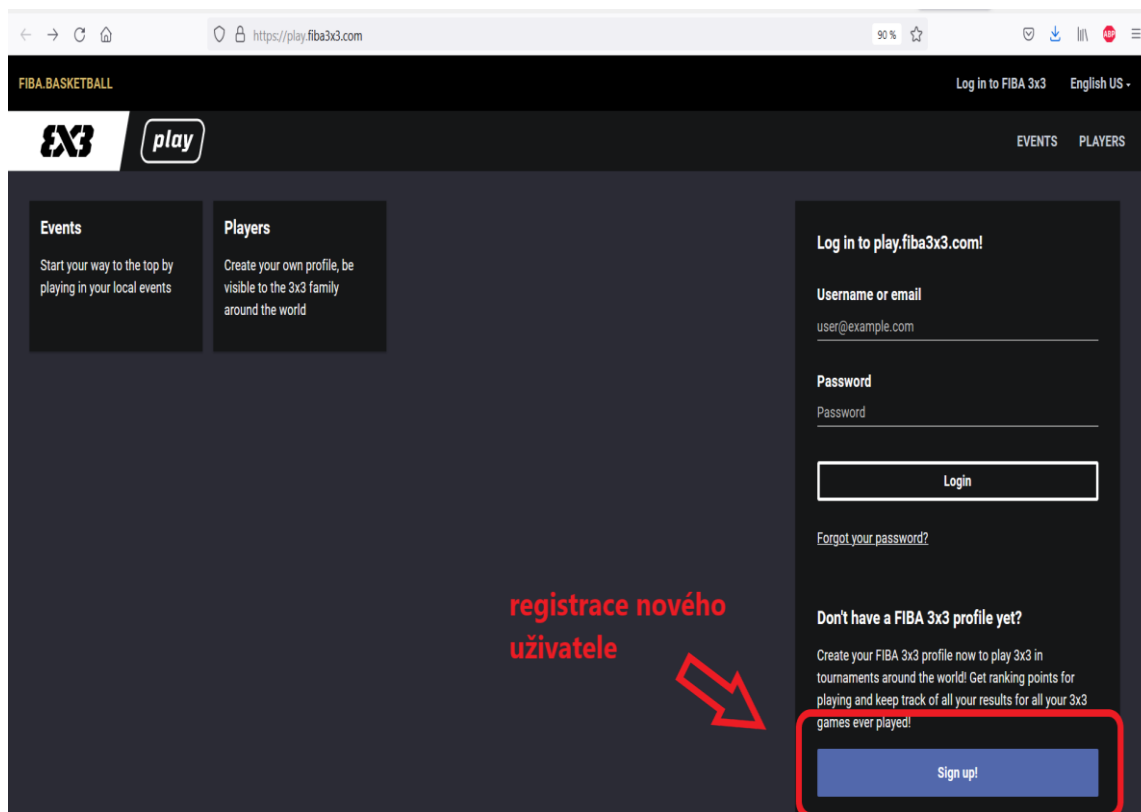 https://play.fiba3x3.com
90 %
ABP
FIBA.BASKETBALL
Log in to FIBA 3x3
English US
3X3
play
EVENTS
PLAYERS
Events
Start your way to the top by
playing in your local events
Players
Create your own profile, be
visible to the 3x3 family
around the world
Log in to play.fiba3x3.com!
Username or email
user@example.com
Password
Password
Login
Forgot your password?
registrace nového
uživatele
Don't have a FIBA 3x3 profile yet?
Create your FIBA 3x3 profile now to play 3x3 in
tournaments around the world! Get ranking points for
playing and keep track of all your results for all your 3x3
games ever played!
Sign up!